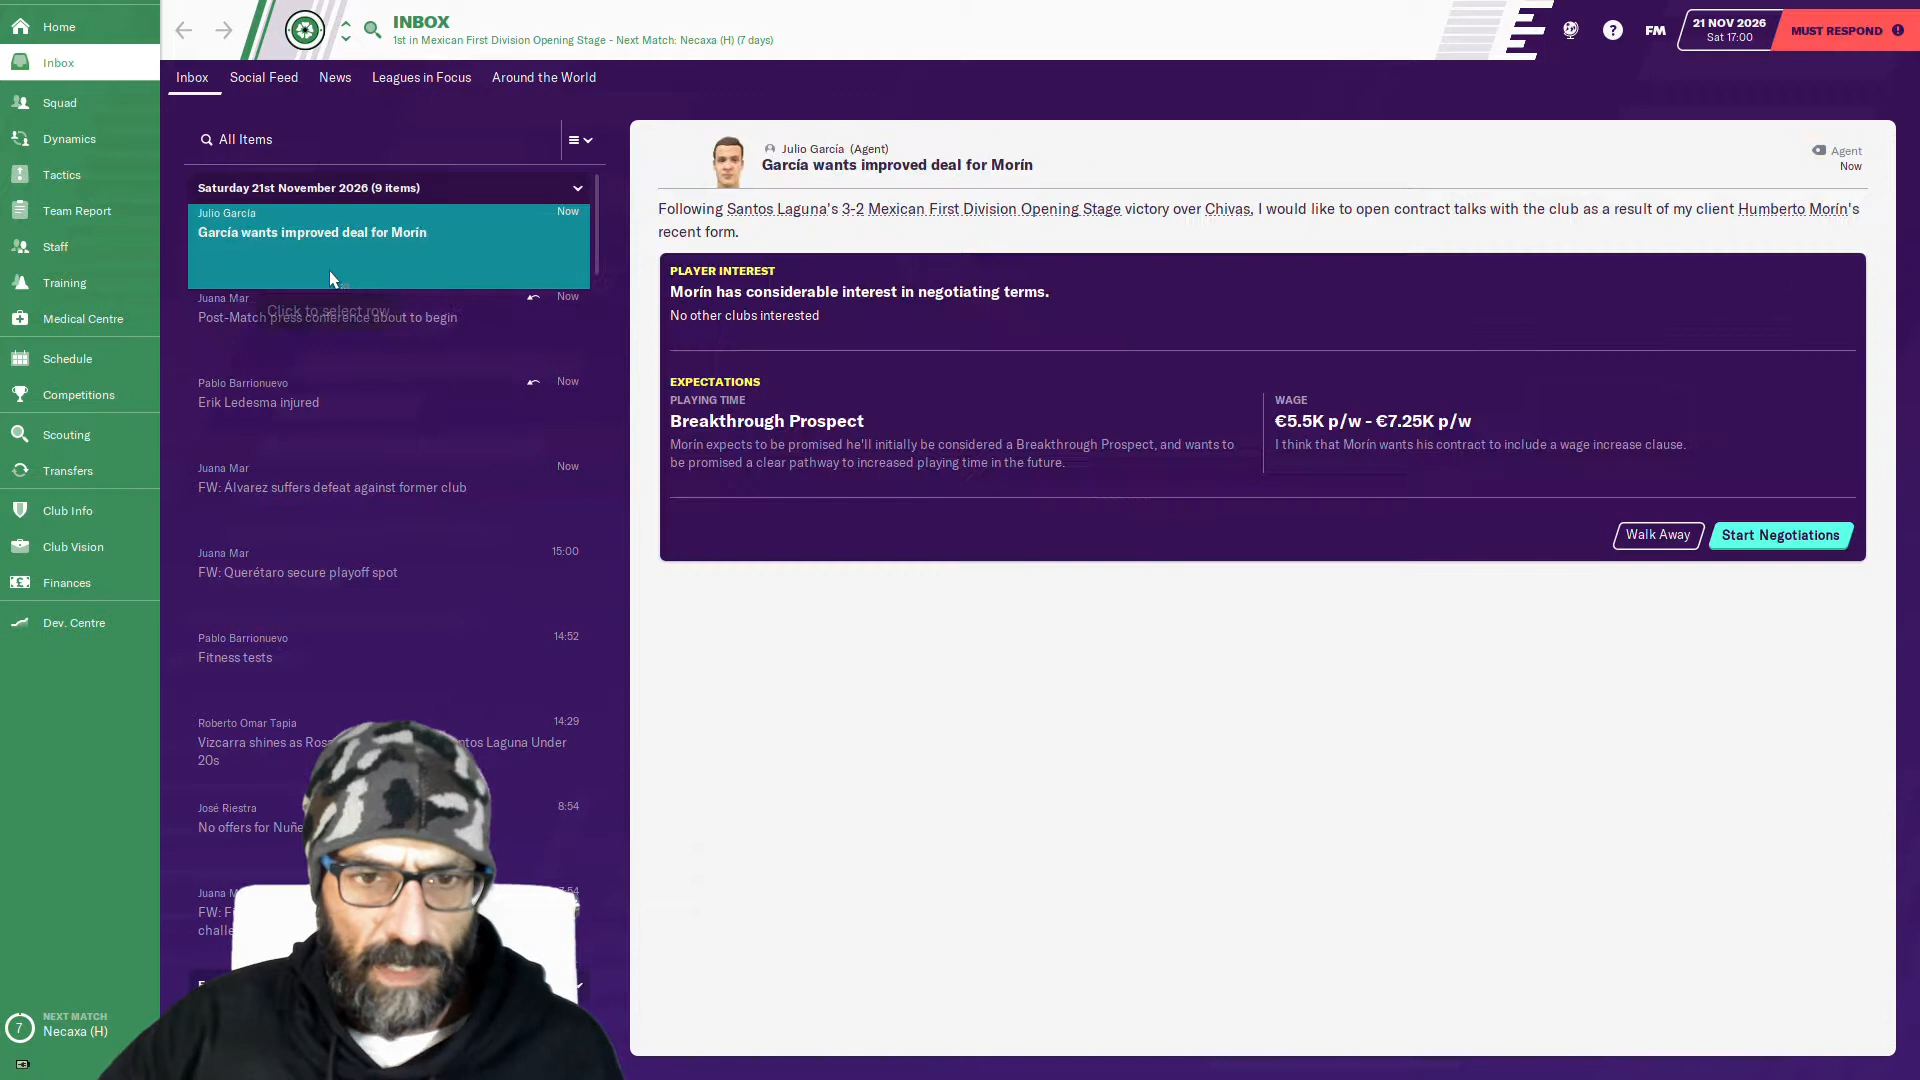 Home
Inbox
Squad
Dynamics
Tactics
Team Report
Staff
Training
Medical Centre
Schedule
Competitions
Scouting
Transfers
Club Info
Club Vision
Finances
Dev. Centre
7
NEXT MATCH
Necaxa (H)
INBOX
1st in Mexican First Division Opening Stage - Next Match: Necaxa (H) (7 days)
?
FM
21 NOV 2026
Sat 17:00
MUST RESPOND
Inbox
Social Feed
News
Leagues in Focus
Around the World
All Items
Saturday 21st November 2026 (9 items)
Julio García
Now
García wants improved deal for Morín
Juana Mar
Now
Click to select row
Post-Match press conference about to begin
Pablo Barrionuevo
Now
Erik Ledesma injured
Juana Mar
Now
FW: Álvarez suffers defeat against former club
Juana Mar
15:00
FW: Querétaro secure playoff spot
Pablo Barrionuevo
14:52
Fitness tests
Roberto Omar Tapia
14:29
Vizcarra shines as
Laguna Under
20s
José Riestra
8:54
No offers for
Juana
FW:
Julio García (Agent)
García wants improved deal for Morín
Agent
Now
Following Santos Laguna's 3-2 Mexican First Division Opening Stage victory over Chivas, I would like to open contract talks with the club as a result of my client Humberto Morín's
recent form.
PLAYER INTEREST
Morín has considerable interest in negotiating terms.
No other clubs interested
EXPECTATIONS
PLAYING TIME
Breakthrough Prospect
Morín expects to be promised he'll initially be considered a Breakthrough Prospect, and wants to
be promised a clear pathway to increased playing time in the future.
WAGE
€5.5K p/w - €7.25K p/w
I think that Morín wants his contract to include a wage increase clause.
Walk Away
Start Negotiations